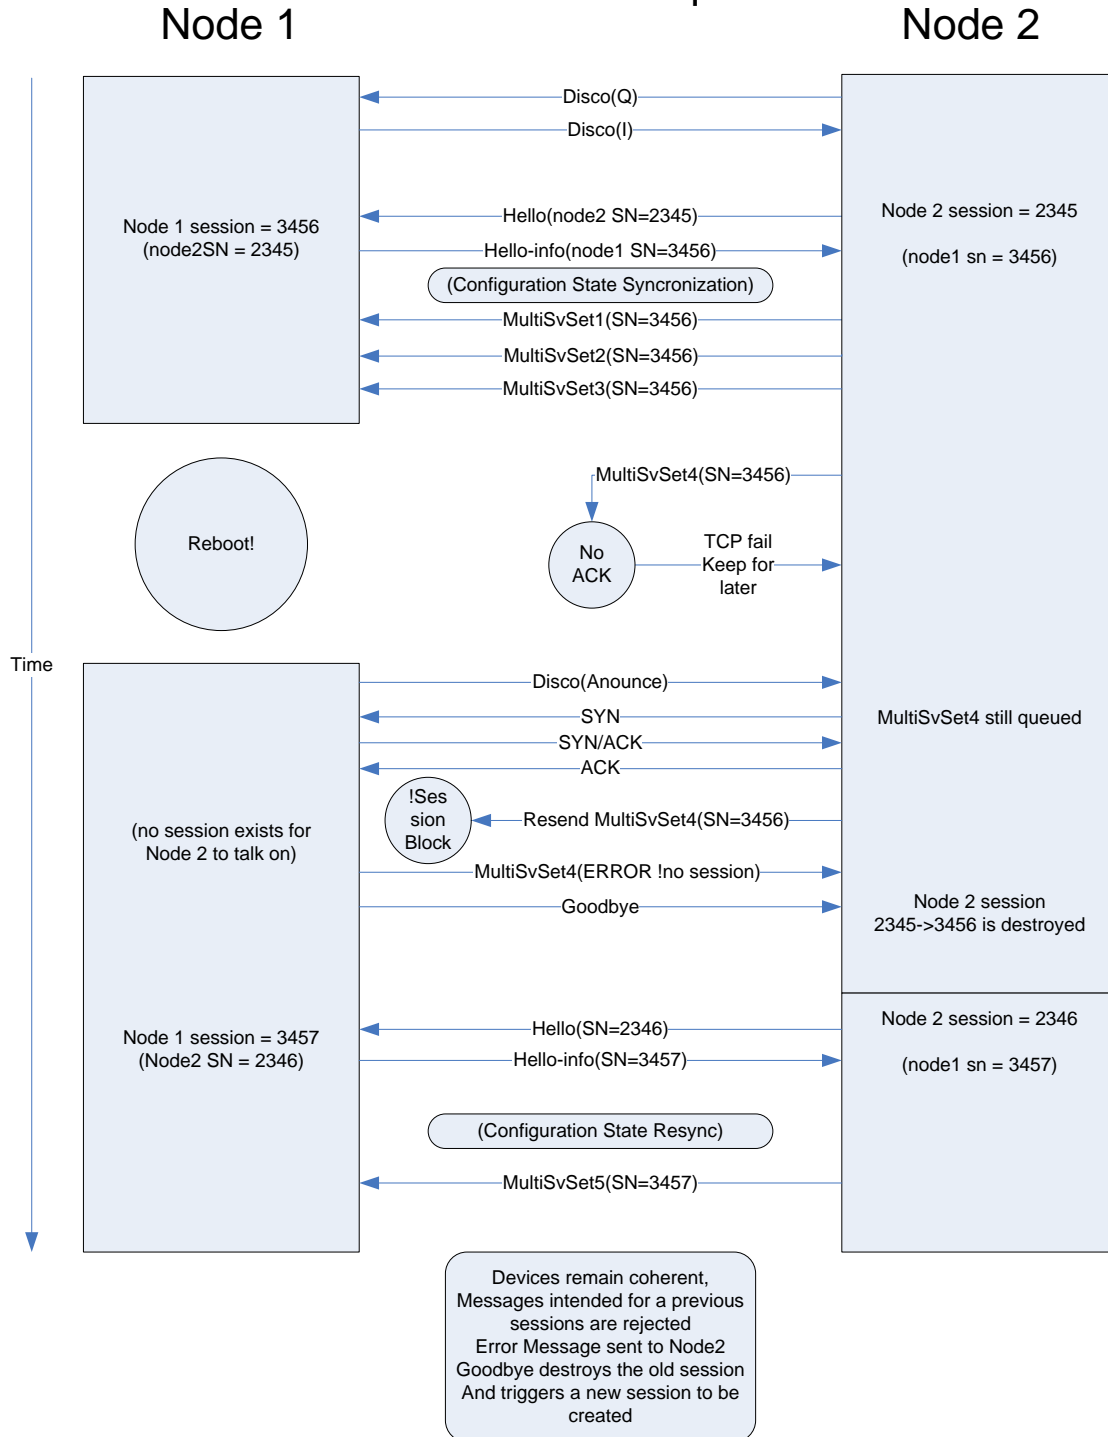 Node 1
Node 2
Disco(Q)
Disco(I)
Hello(node2 SN=2345)
Node 2 session = 2345
Node 1 session = 3456
(node2SN = 2345)
Hello-info(node1 SN=3456)
(node1 sn = 3456)
(Configuration State Syncronization)
MultiSvSet1(SN=3456)
MultiSvSet2(SN=3456)
MultiSvSet3(SN=3456)
MultiSvSet4(SN=3456)
Reboot!
No
ACK
TCP fail
Keep for
later
Time
Disco(Anounce)
SYN
MultiSvSet4 still queued
SYN/ACK
ACK
!Ses
sion
Block
Resend MultiSvSet4(SN=3456)
(no session exists for
Node 2 to talk on)
MultiSvSet4(ERROR !no session)
Goodbye
Node 2 session
2345->3456 is destroyed
Node 2 session = 2346
Hello(SN=2346)
Node 1 session = 3457
(Node2 SN = 2346)
Hello-info(SN=3457)
(node1 sn = 3457)
(Configuration State Resync)
MultiSvSet5(SN=3457)
Devices remain coherent,
Messages intended for a previous
sessions are rejected
Error Message sent to Node2
Goodbye destroys the old session
And triggers a new session to be
created